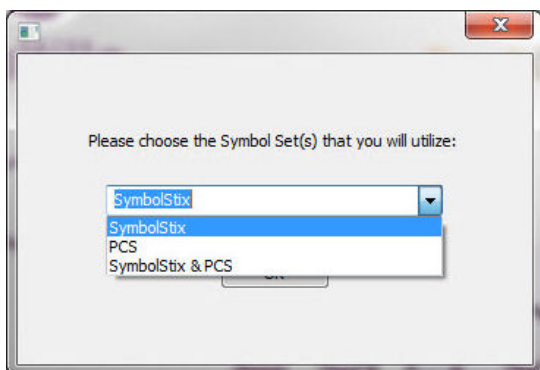 Please choose the Symbol Set(s) that you will utilize:
SymbolStix
SymbolStix
PCS
SymbolStix & PCS